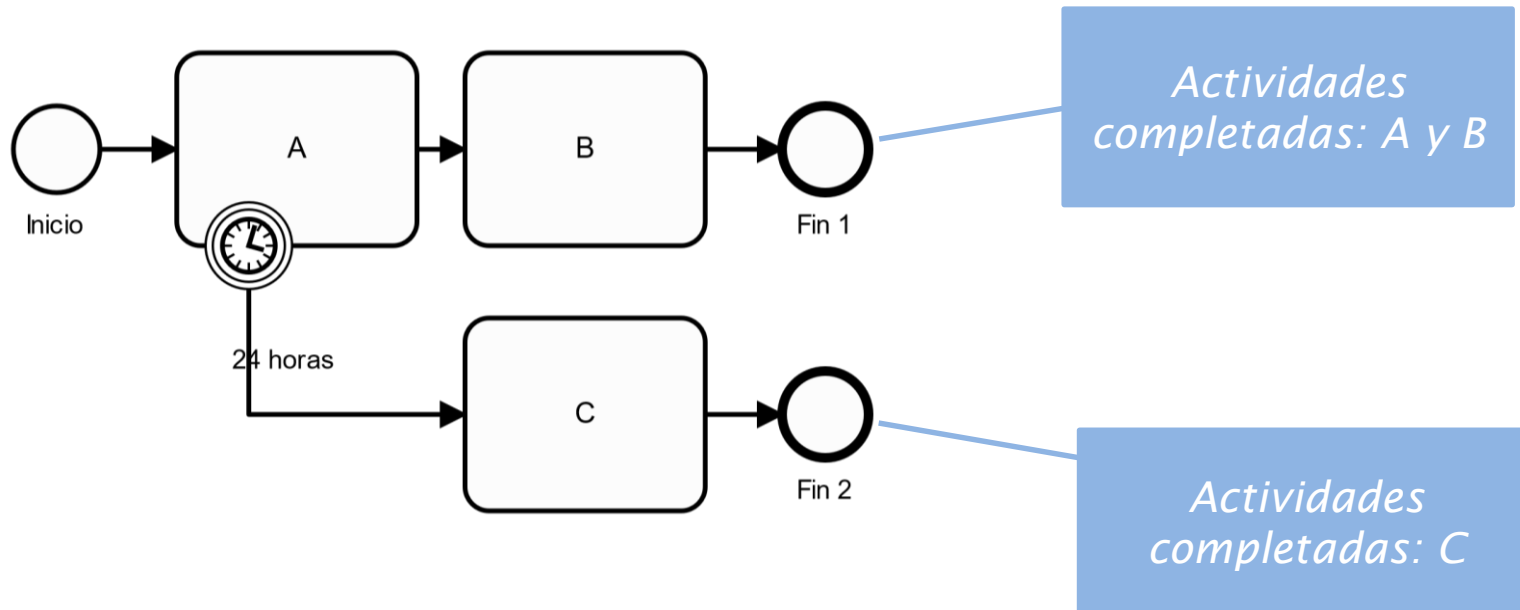 Actividades
completadas: A y B
A
B
Inicio
Fin 1
24 horas
C
Fin 2
Actividades
completadas: C